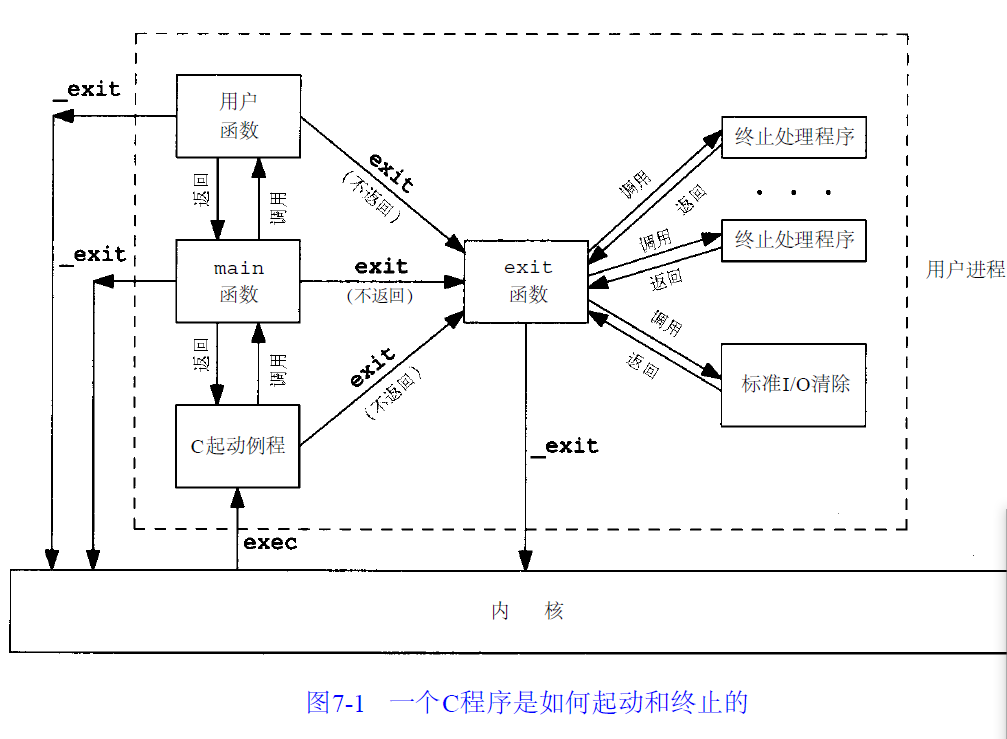 _exit
用户
函数
exit
(不返回)
终止处理程序
调用
返回
. . .
返回
调用
_exit
main
函数
exit
(不返回)
exit
函数
调用
返回
终止处理程序
用户进程
返回
调用
exit
(不返回)
调用
返回
标准I/O清除
C起动例程
_exit
exec
内 核
图7-1 一个C程序是如何起动和终止的